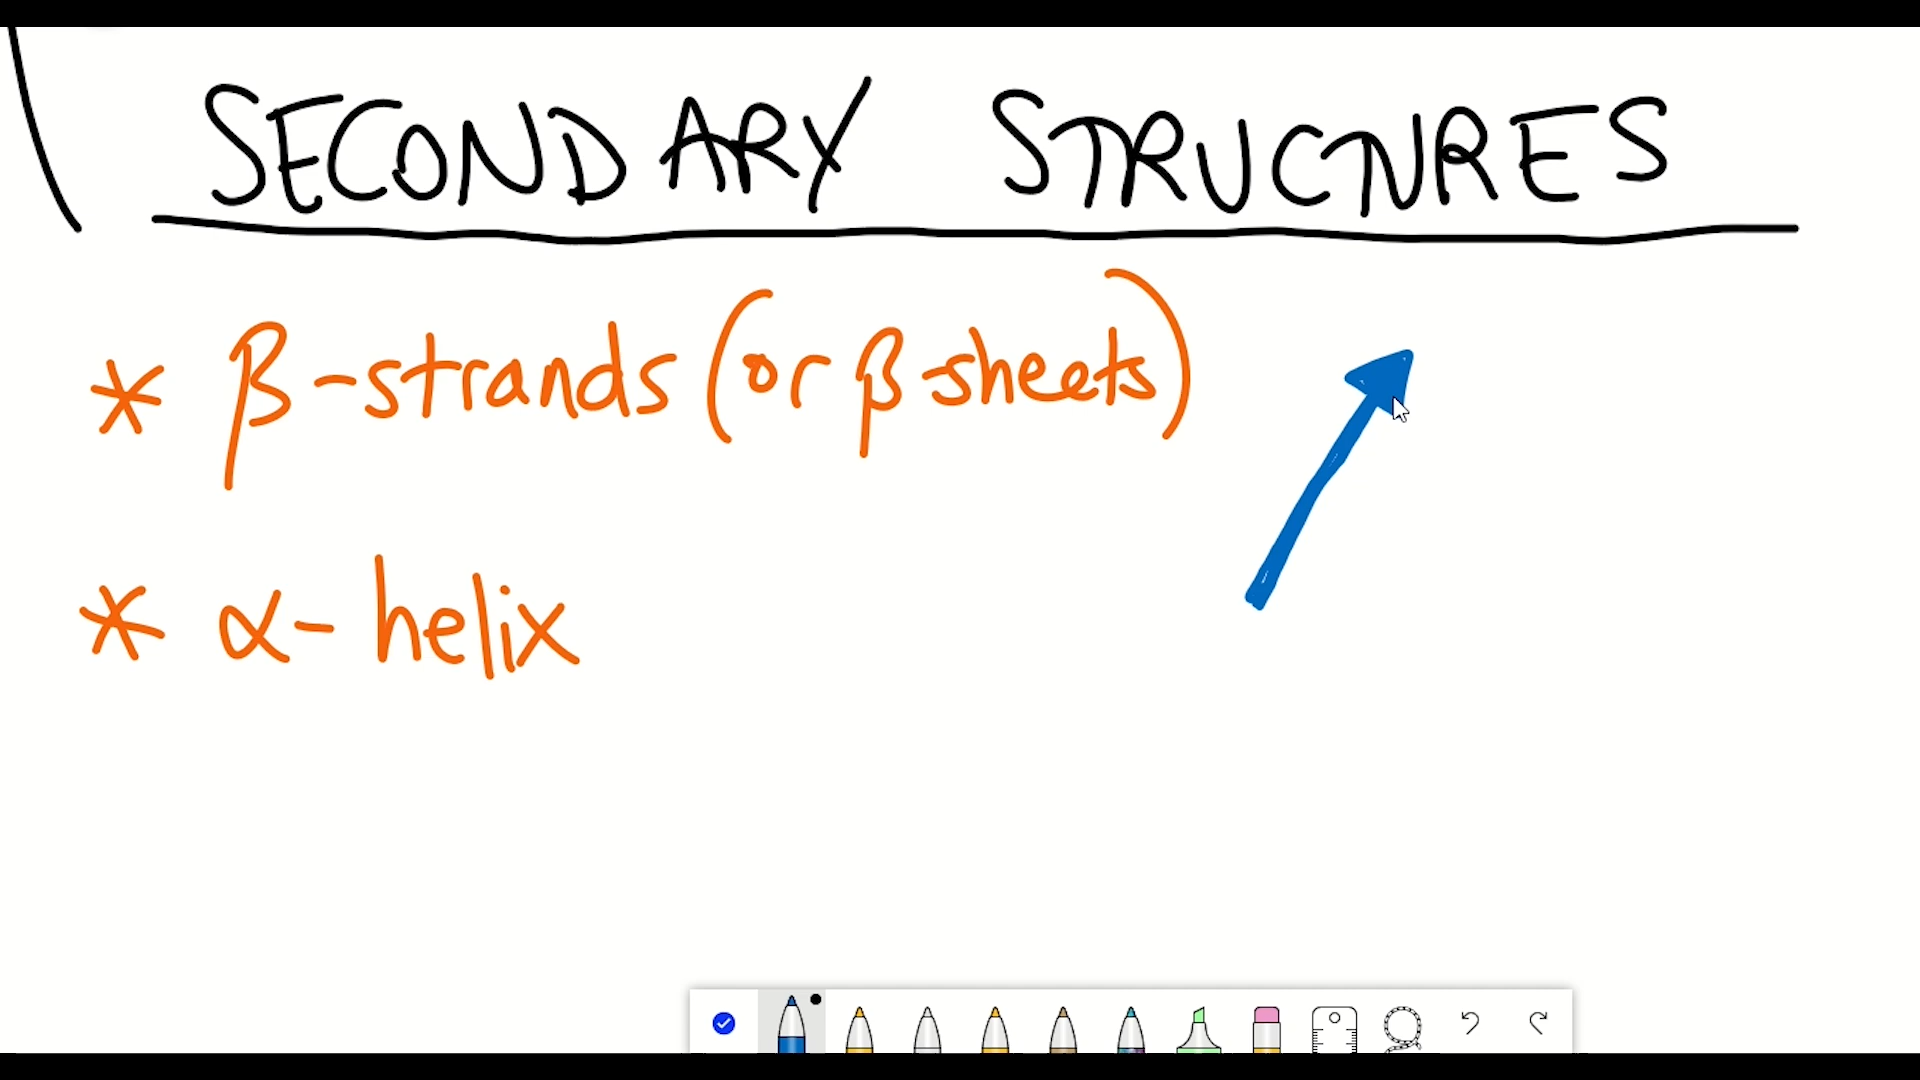 SECONDARY STRUCTURES
* β-strands (or β-sheets)
* α-helix